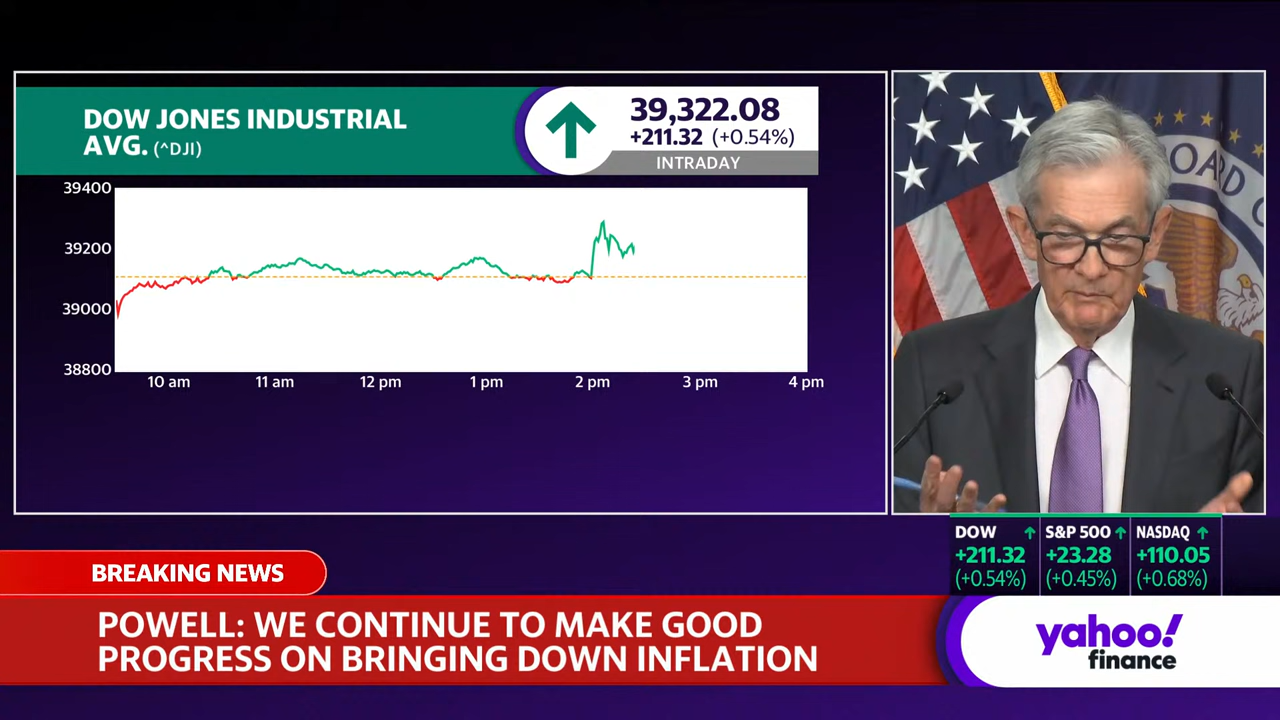 DOW JONES INDUSTRIAL
AVG. (^DJI)
39,322.08
+211.32 (+0.54%)
INTRADAY
39400
39200
39000
38800
10 am 11 am 12 pm 1 pm 2 pm 3 pm 4 pm
BOARD O
DOW S&P 500 NASDAQ
+211.32 +23.28 +110.05
(+0.54%) (+0.45%) (+0.68%)
BREAKING NEWS
POWELL: WE CONTINUE TO MAKE GOOD
PROGRESS ON BRINGING DOWN INFLATION
yahoo!
finance